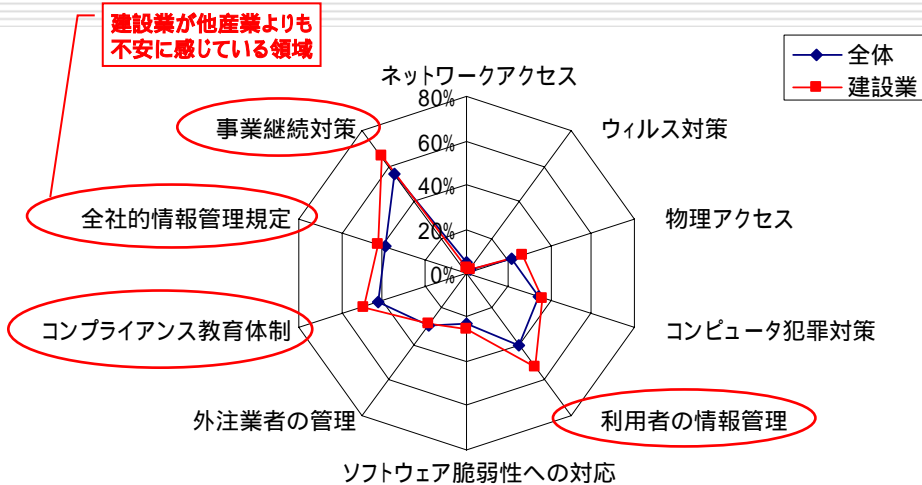 建設業が他産業よりも
不安に感じている領域
全体
建設業
ネットワークアクセス
ウィルス対策
物理アクセス
コンピュータ犯罪対策
利用者の情報管理
ソフトウェア脆弱性への対応
外注業者の管理
コンプライアンス教育体制
全社的情報管理規定
事業継続対策
80%
60%
40%
20%
0%